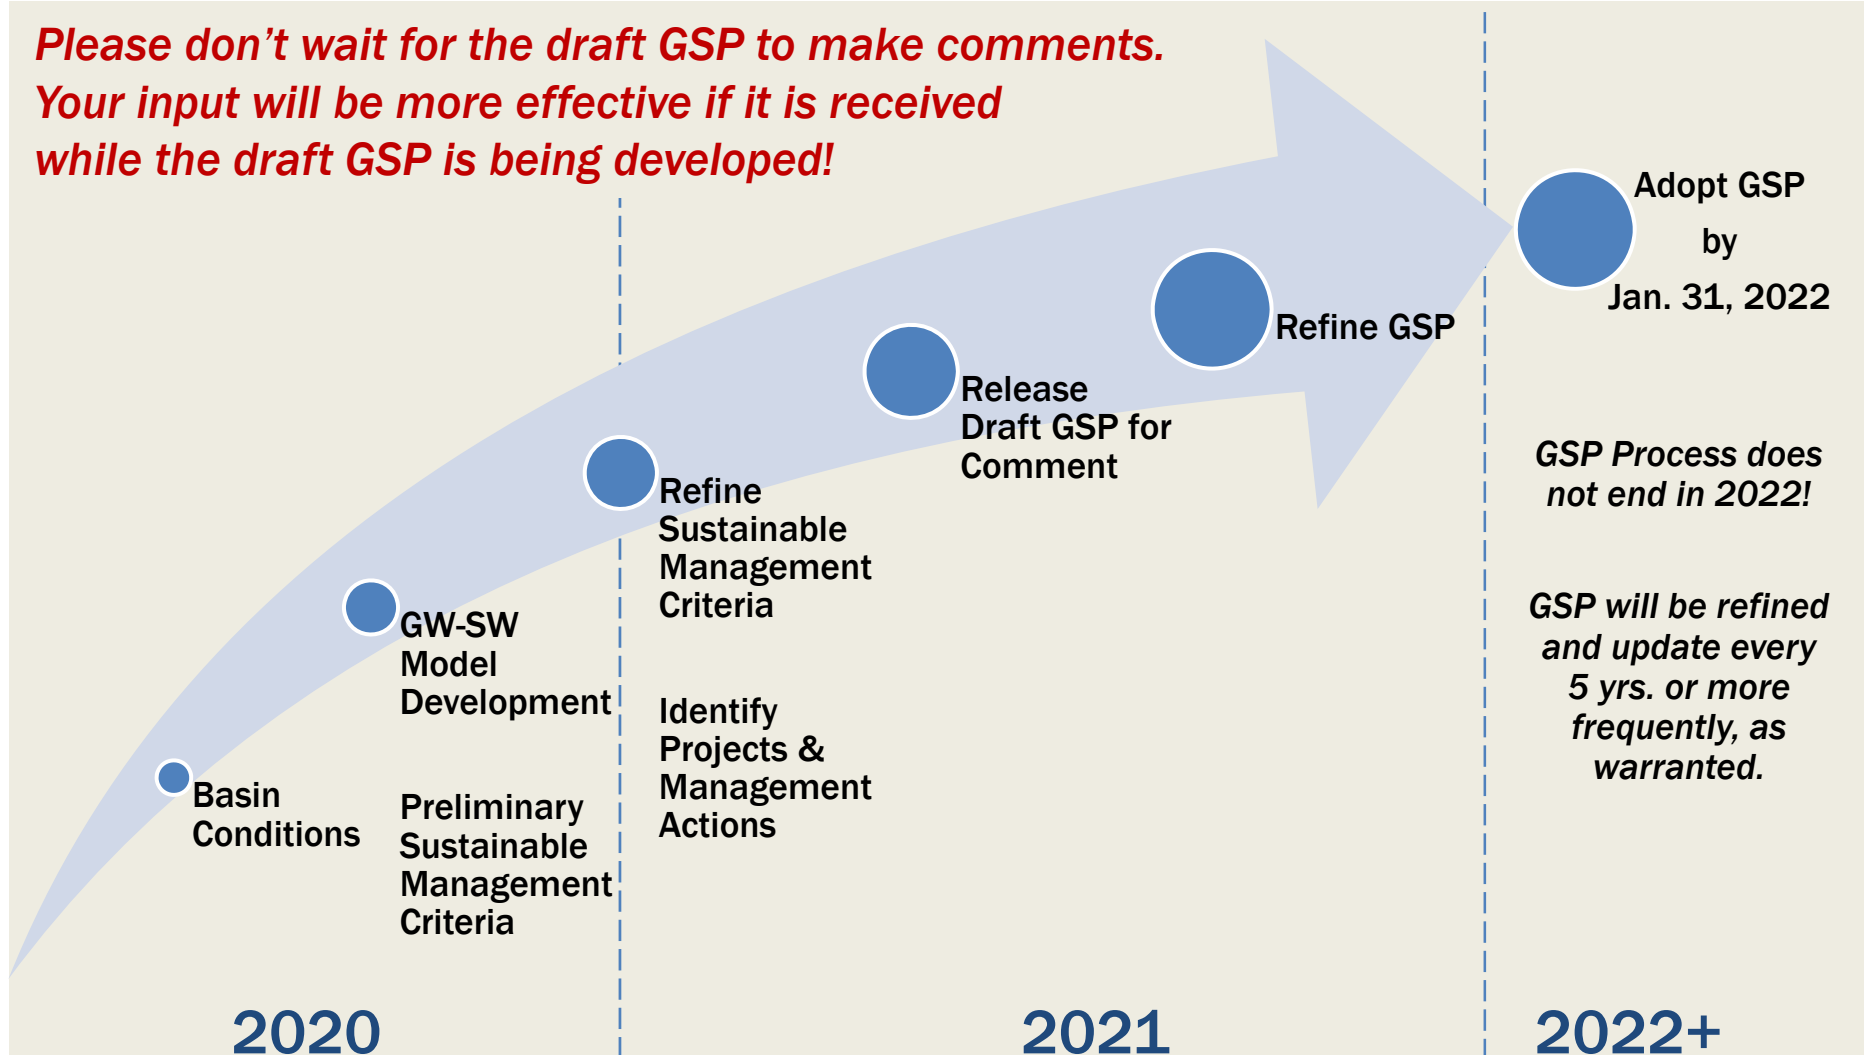 Please don’t wait for the draft GSP to make comments.
Your input will be more effective if it is received
while the draft GSP is being developed!
Basin
Conditions
GW-SW
Model
Development
Preliminary
Sustainable
Management
Criteria
Refine
Sustainable
Management
Criteria
Identify
Projects &
Management
Actions
Release
Draft GSP for
Comment
Refine GSP
Adopt GSP
by
Jan. 31, 2022
GSP Process does
not end in 2022!
GSP will be refined
and update every
5 yrs. or more
frequently, as
warranted.
2020
2021
2022+